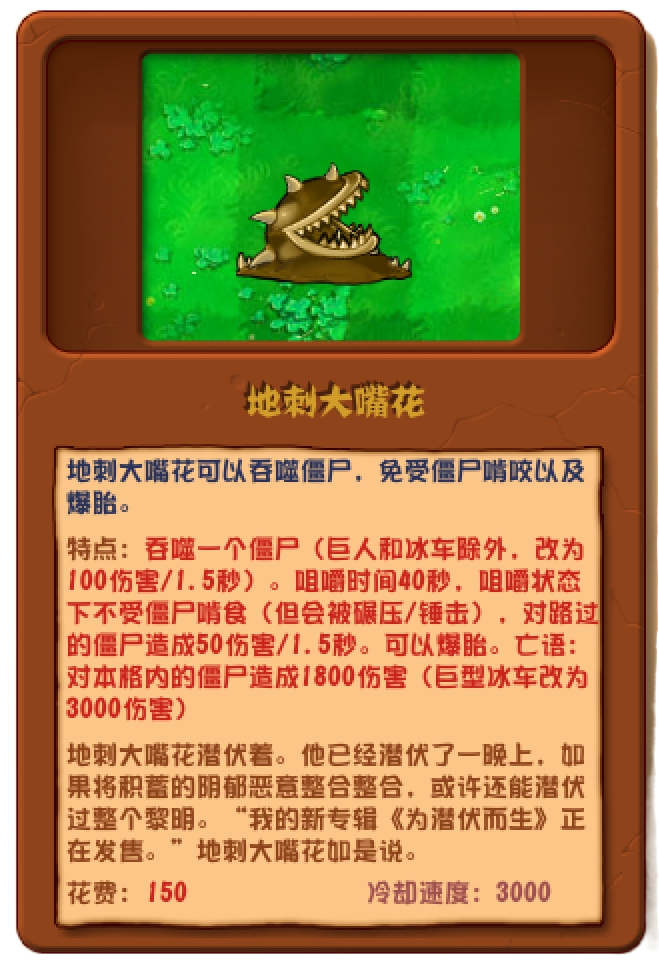 地刺大嘴花
地刺大嘴花可以吞噬僵尸，免受僵尸啃咬以及
爆胎。
特点：吞噬一个僵尸（巨人和冰车除外，改为
100伤害/1.5秒）。咀嚼时间40秒，咀嚼状态
下不受僵尸啃食（但会被碾压/锤击），对路过
的僵尸造成50伤害/1.5秒。可以爆胎。亡语：
对本格内的僵尸造成1800伤害（巨型冰车改为
3000伤害）
地刺大嘴花潜伏着。他已经潜伏了一晚上，如
果将积蓄的阴郁恶意整合整合，或许还能潜伏
过整个黎明。“我的新专辑《为潜伏而生》正
在发售。”地刺大嘴花如是说。
花费：150 冷却速度：3000